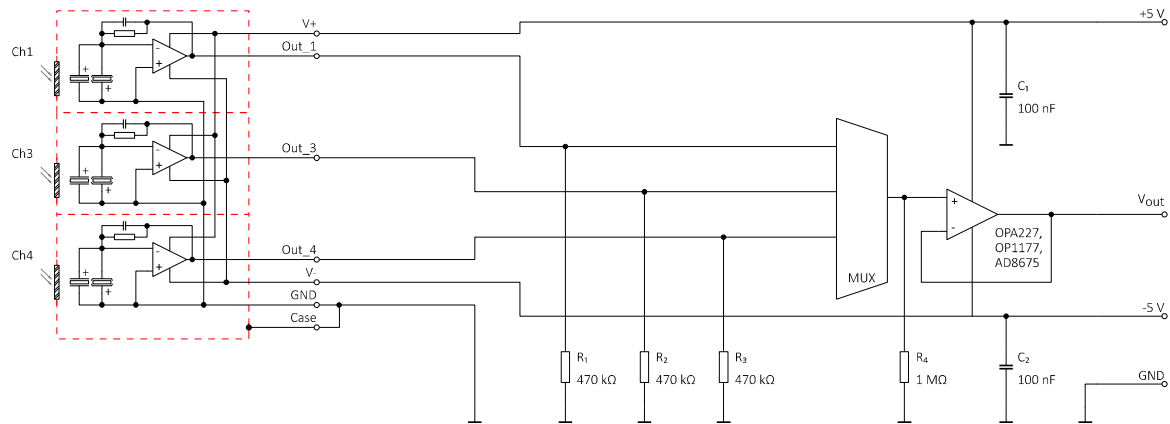 V+
+5 V
Ch1
Out_1
C₁
100 nF
Ch3
Out_3
Vout
OPA227,
OP1177,
AD8675
Ch4
Out_4
V-
MUX
GND
Case
-5 V
R₁
470 kΩ
R₂
470 kΩ
R₃
470 kΩ
R₄
1 MΩ
C₂
100 nF
GND